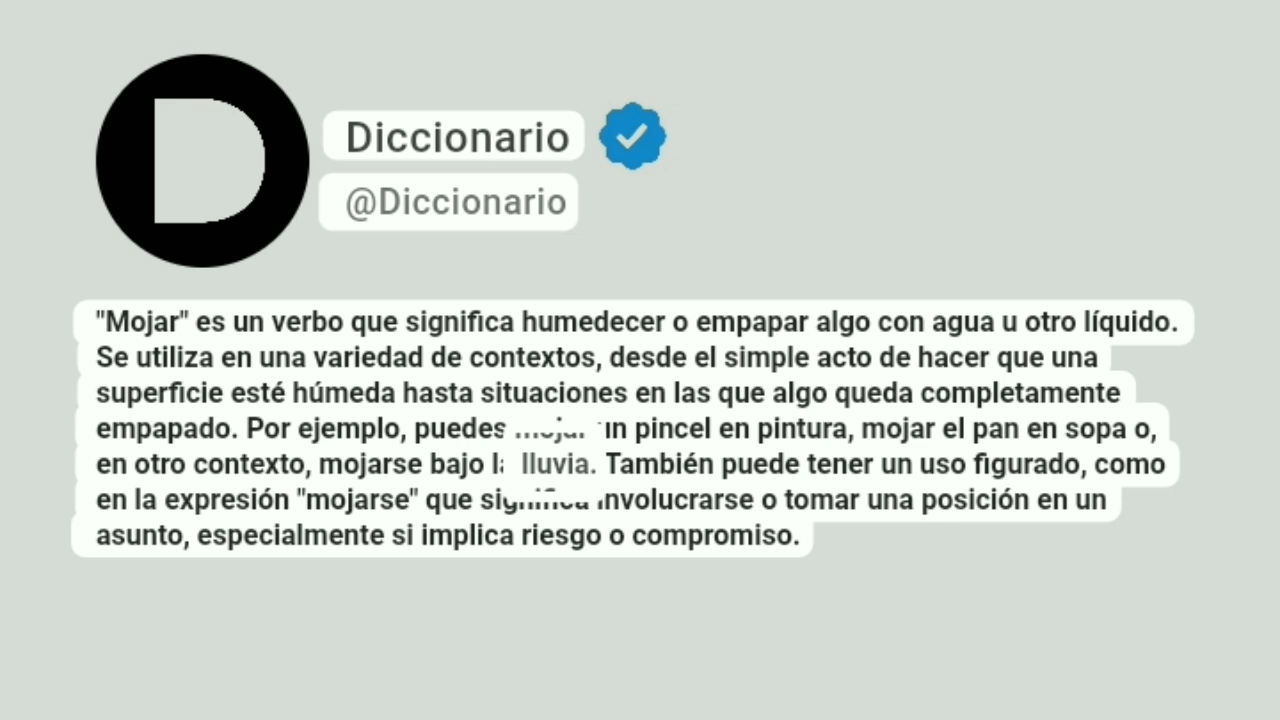 D
Diccionario
@Diccionario
"Mojar" es un verbo que significa humedecer o empapar algo con agua u otro líquido.
Se utiliza en una variedad de contextos, desde el simple acto de hacer que una
superficie esté húmeda hasta situaciones en las que algo queda completamente
empapado. Por ejemplo, puedes mojar un pincel en pintura, mojar el pan en sopa o,
en otro contexto, mojarse bajo la lluvia. También puede tener un uso figurado, como
en la expresión "mojarse" que significa involucrarse o tomar una posición en un
asunto, especialmente si implica riesgo o compromiso.